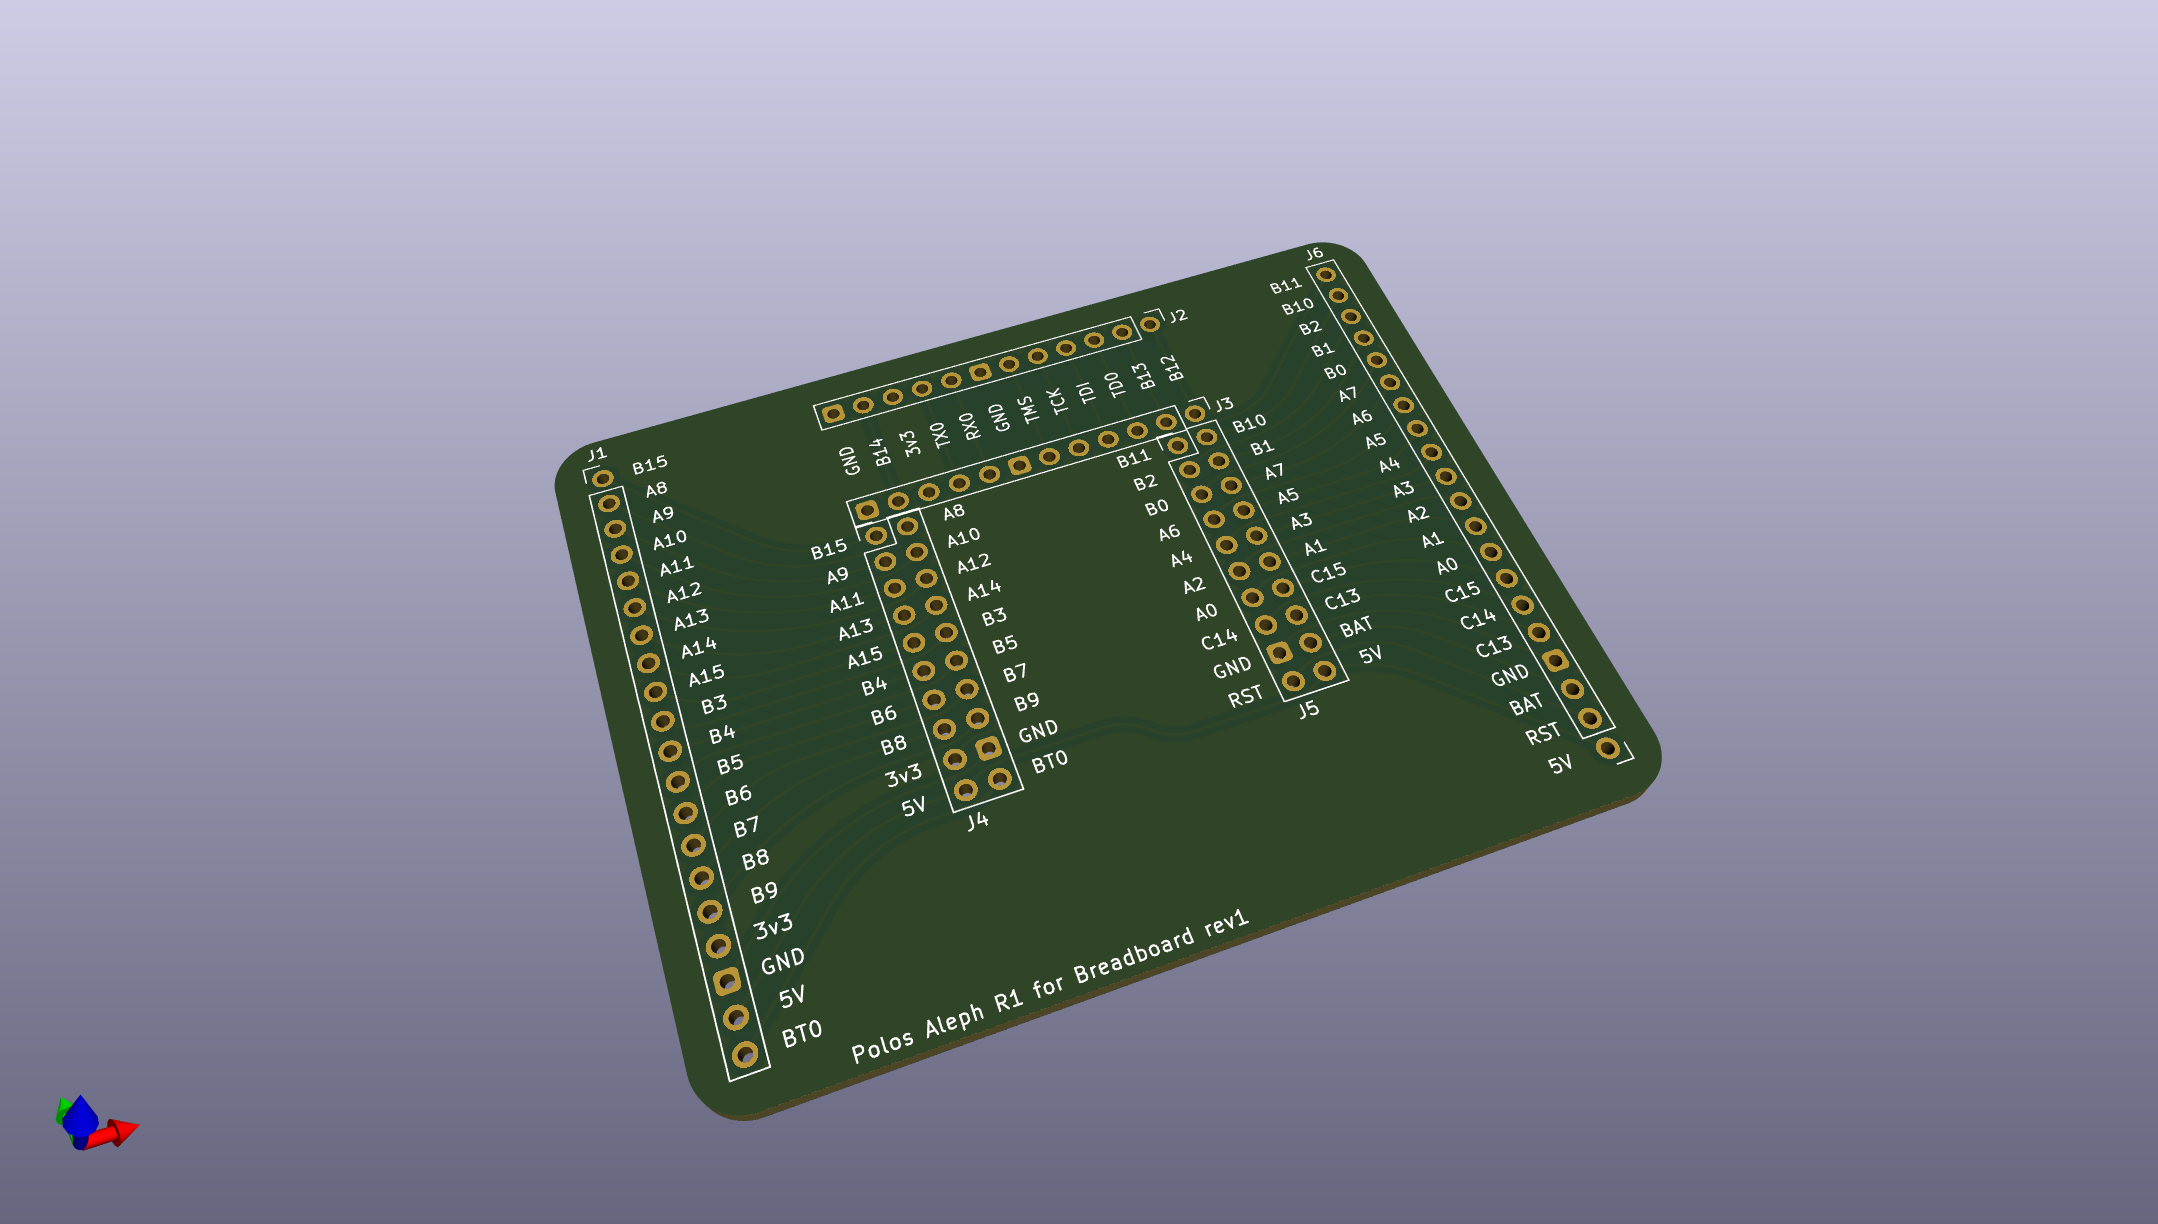 J6
B11
B10
B2
B1
B0
A7
A6
A5
A4
A3
A2
A1
A0
C15
C14
C13
GND
BAT
RST
5V
J2
GND
B14
3V3
TX0
RX0
GND
TMS
TCK
TDI
TDO
B13
B12
J3
J1
B15
A8
A9
A10
A11
A12
A13
A14
A15
B3
B4
B5
B6
B7
B8
B9
3v3
GND
5V
BT0
B15 A8
A9 A10
A11 A12
A13 A14
A15 B3
B4 B5
B6 B7
B8 B9
3v3 GND
5V BT0
J4
B11 B10
B2 B1
B0 A7
A6 A5
A4 A3
A2 A1
A0 C15
C14 C13
GND BAT
RST 5V
J5
Polos Aleph R1 for Breadboard rev1